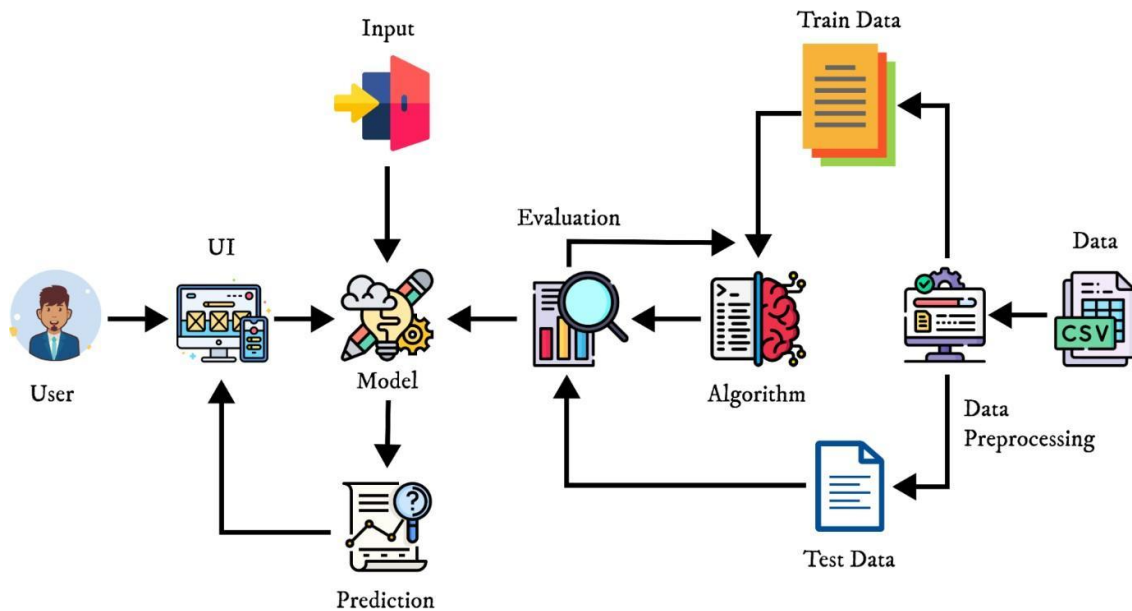 Input
Train Data
Evaluation
UI
Data
User
Model
Algorithm
CSV
Data
Preprocessing
Test Data
Prediction